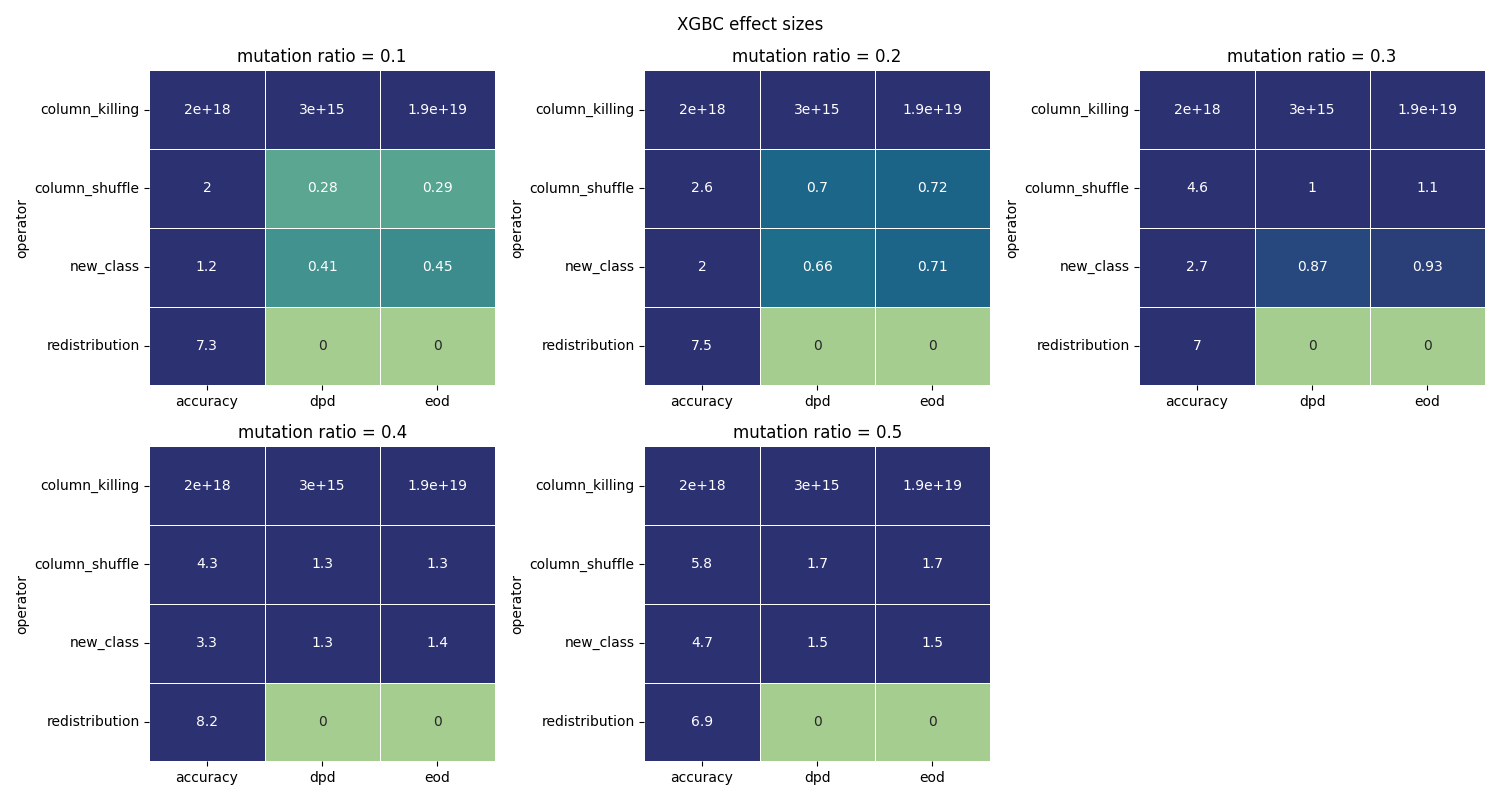 XGBC effect sizes
mutation ratio = 0.1
operator
column_killing 2e+18 3e+15 1.9e+19
column_shuffle 2 0.28 0.29
new_class 1.2 0.41 0.45
redistribution 7.3 0 0
accuracy dpd eod
mutation ratio = 0.2
operator
column_killing 2e+18 3e+15 1.9e+19
column_shuffle 2.6 0.7 0.72
new_class 2 0.66 0.71
redistribution 7.5 0 0
accuracy dpd eod
mutation ratio = 0.3
operator
column_killing 2e+18 3e+15 1.9e+19
column_shuffle 4.6 1 1.1
new_class 2.7 0.87 0.93
redistribution 7 0 0
accuracy dpd eod
mutation ratio = 0.4
operator
column_killing 2e+18 3e+15 1.9e+19
column_shuffle 4.3 1.3 1.3
new_class 3.3 1.3 1.4
redistribution 8.2 0 0
accuracy dpd eod
mutation ratio = 0.5
operator
column_killing 2e+18 3e+15 1.9e+19
column_shuffle 5.8 1.7 1.7
new_class 4.7 1.5 1.5
redistribution 6.9 0 0
accuracy dpd eod